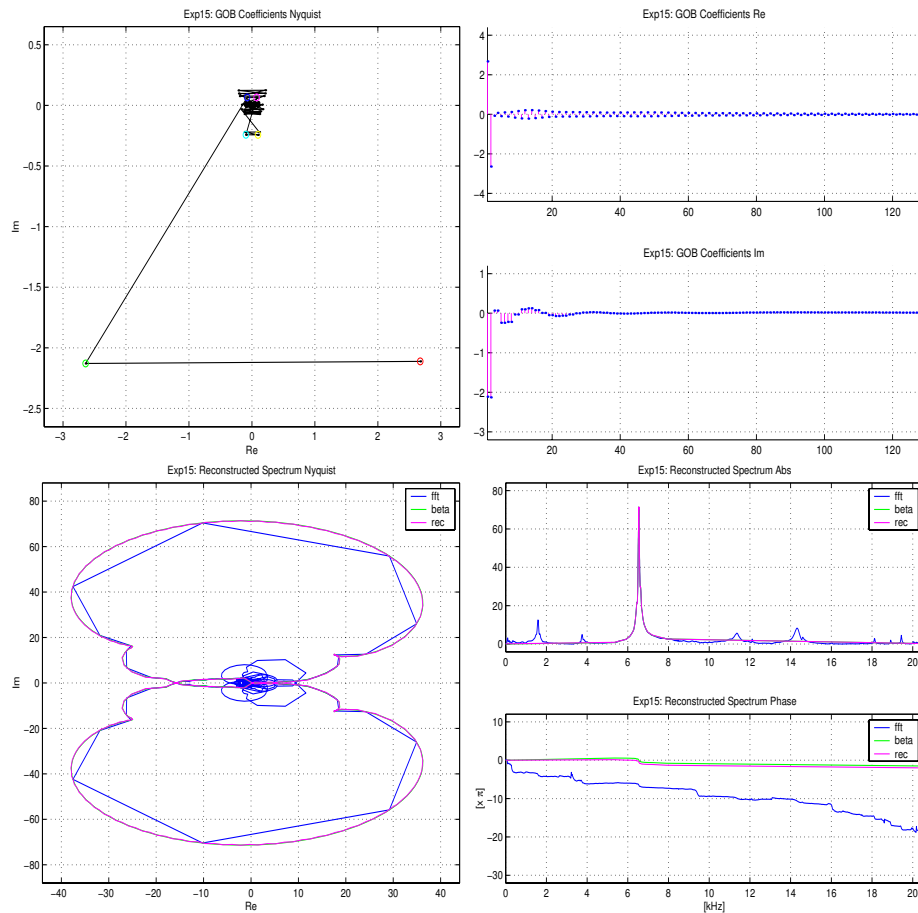 Exp15: GOB Coefficients Nyquist
0.5
0
−0.5
−1
−1.5
−2
−2.5
Im
−3 −2 −1 0 1 2 3
Re
Exp15: GOB Coefficients Re
4
2
0
−2
−4
20 40 60 80 100 120
Exp15: GOB Coefficients Im
1
0
−1
−2
−3
20 40 60 80 100 120
Exp15: Reconstructed Spectrum Nyquist
80
60
40
20
0
−20
−40
−60
−80
Im
fft
beta
rec
−40 −30 −20 −10 0 10 20 30 40
Re
Exp15: Reconstructed Spectrum Abs
80
60
40
20
0
fft
beta
rec
0 2 4 6 8 10 12 14 16 18 20
Exp15: Reconstructed Spectrum Phase
10
0
−10
−20
−30
[x π]
fft
beta
rec
0 2 4 6 8 10 12 14 16 18 20
[kHz]